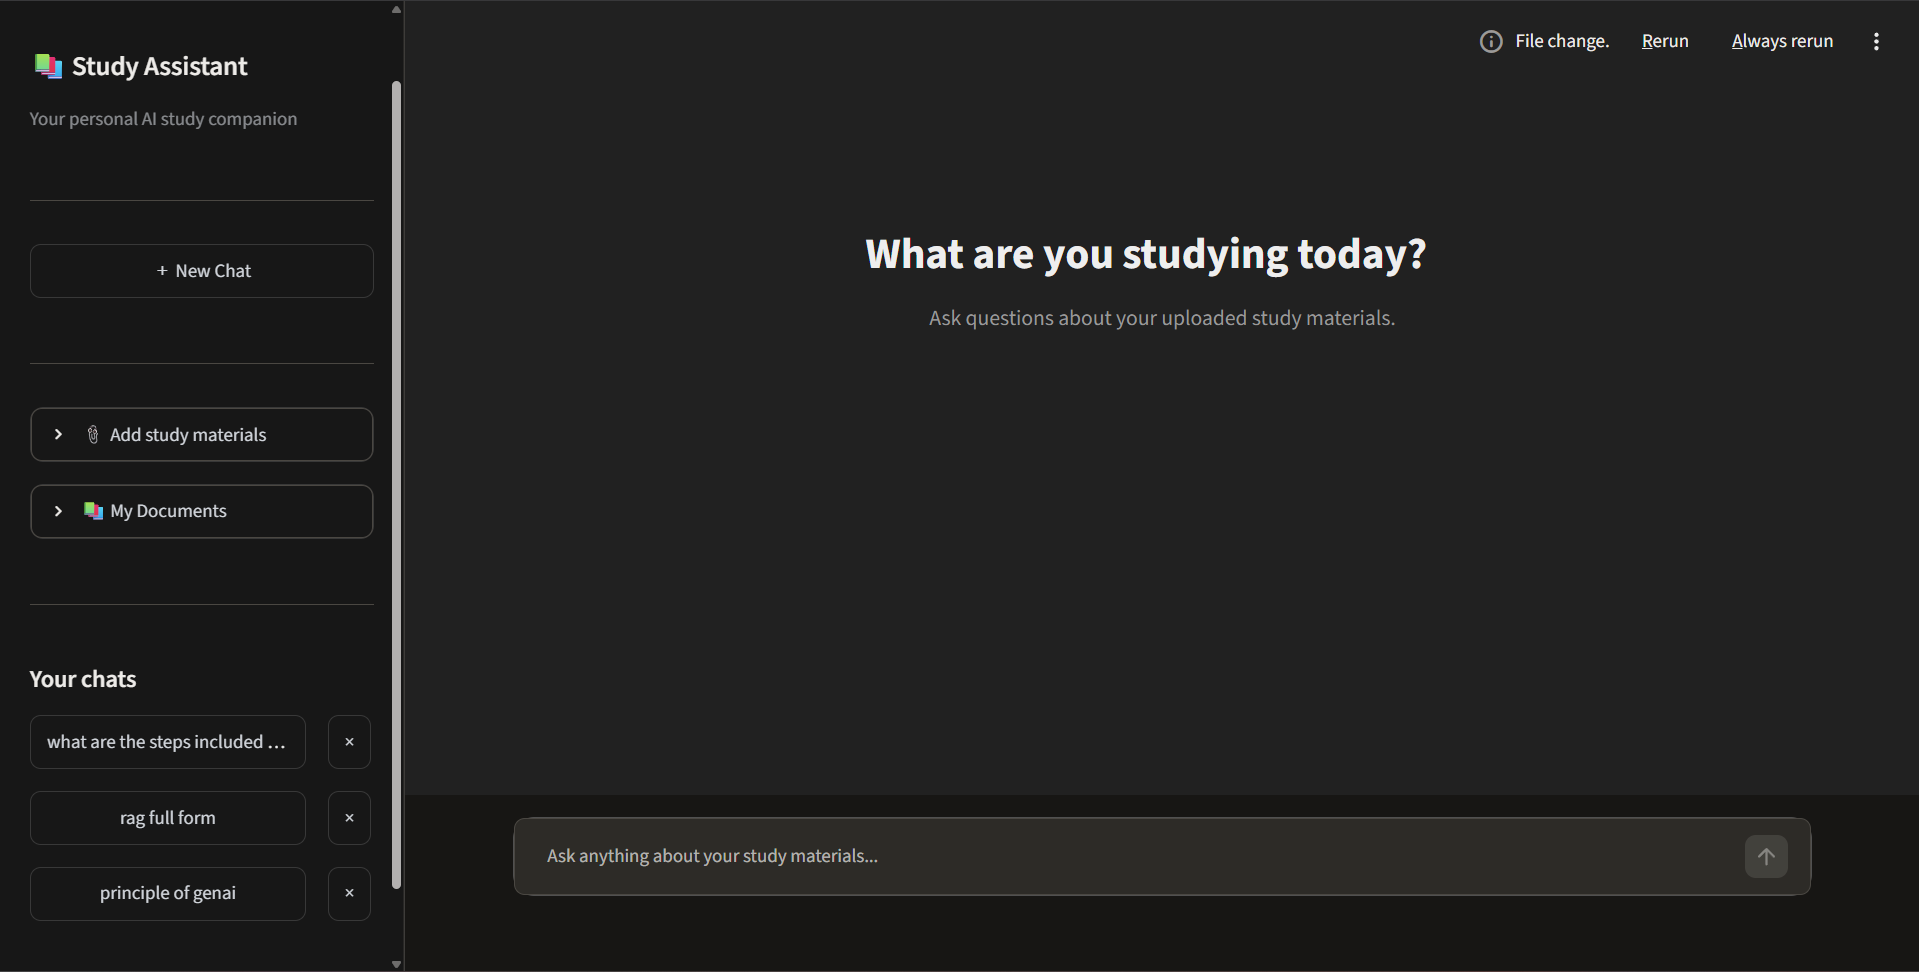 Study Assistant
Your personal AI study companion
+ New Chat
Add study materials
My Documents
Your chats
what are the steps included ...
×
rag full form
×
principle of genai
×
File change.
Rerun
Always rerun
What are you studying today?
Ask questions about your uploaded study materials.
Ask anything about your study materials...